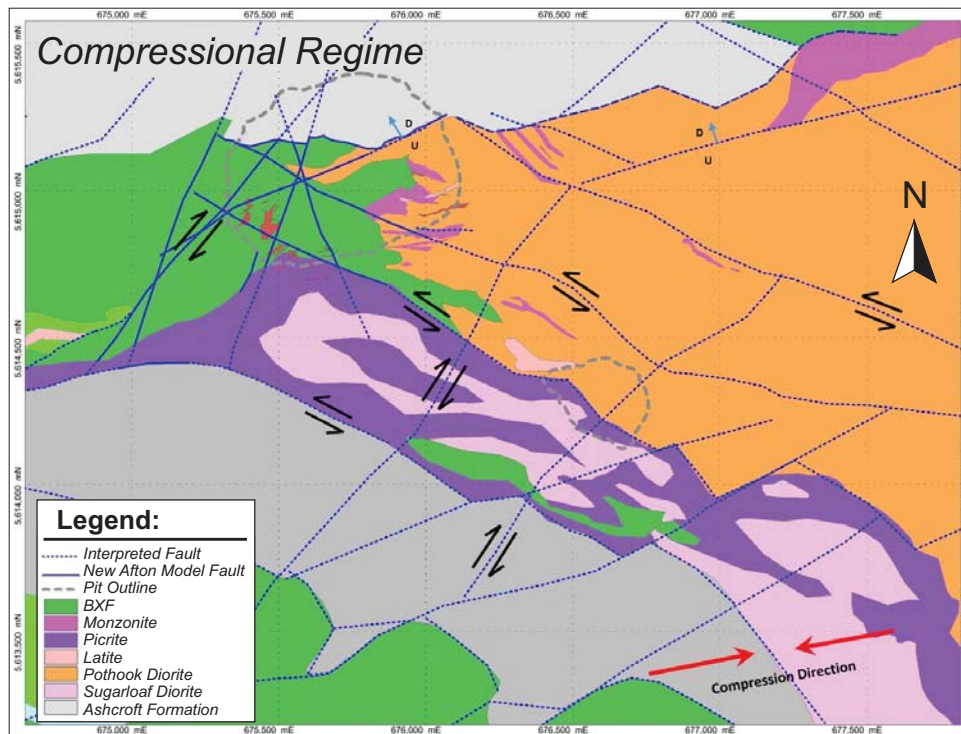 675,000 mE 675,500 mE 676,000 mE 676,500 mE 677,000 mE 677,500 mE
Compressional Regime
5,615,500 mN
D
U
D
U
5,615,000 mN
N
5,614,500 mN
5,614,000 mN
Legend:
Interpreted Fault
New Afton Model Fault
Pit Outline
BXF
Monzonite
Picrite
Latite
Pothook Diorite
Sugarloaf Diorite
Ashcroft Formation
5,613,500 mN
Compression Direction
675,000 mE 675,500 mE 676,000 mE 676,500 mE 677,000 mE 677,500 mE